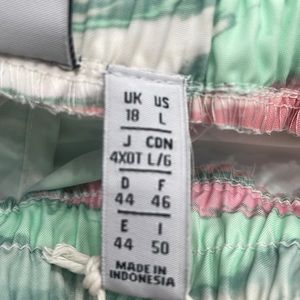 UK US
18 L
J CDN
4XOT L/G
D F
44 46
E I
44 50
MADE IN
INDONESIA